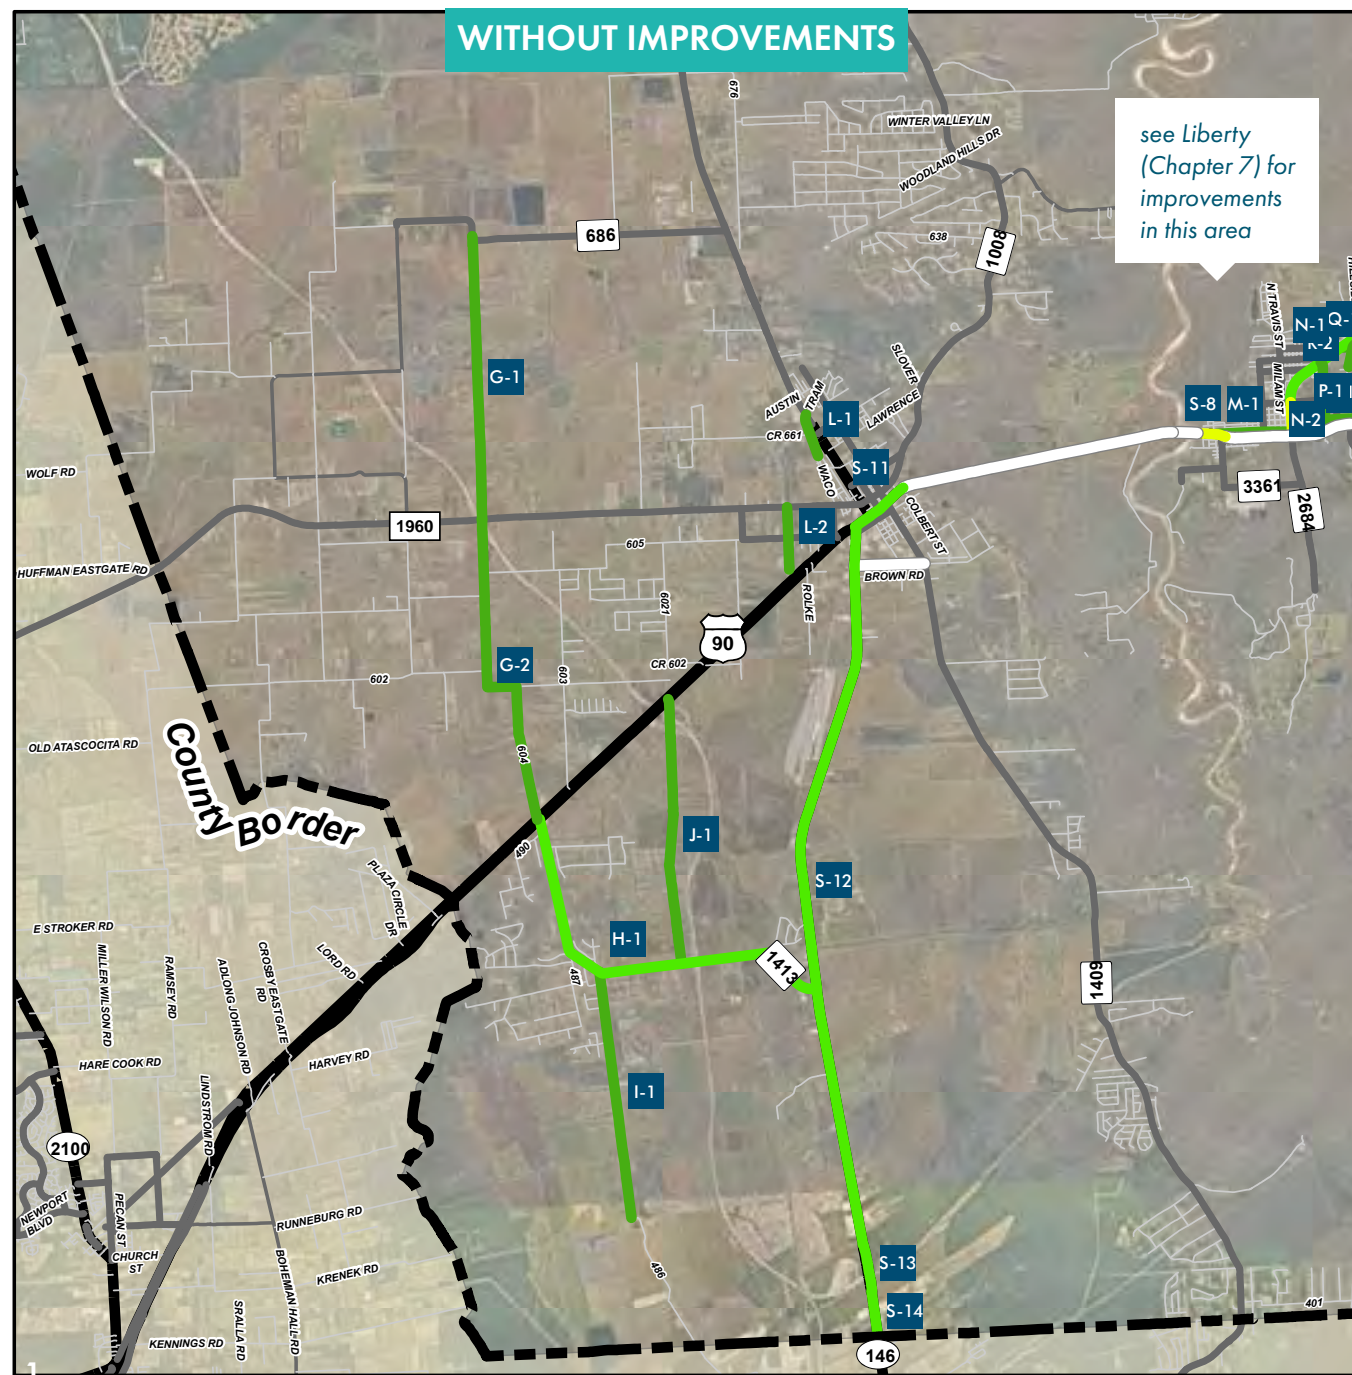 WITHOUT IMPROVEMENTS
676
WINTER VALLEY LN
WOODLAND HILLS DR
see Liberty
(Chapter 7) for
improvements
in this area
686
638
1008
N TRAVIS ST
N-1
Q-
R-2
G-1
SLOVER
TRAM
AUSTIN
LAWRENCE
L-1
CR 661
MILAM ST
P-1
S-8
M-1
N-2
WOLF RD
WACO
S-11
3361
2684
1960
L-2
COLBERT ST
605
HUFFMAN EASTGATE RD
BROWN RD
6021
ROLKE
90
G-2
CR 602
602
603
OLD ATASCOCITA RD
604
County
Border
J-1
490
PLAZA CIRCLE
DR
S-12
E STROKER RD
H-1
LORD RD
MILLER WILSON RD
RAMSEY RD
ADLONG JOHNSON RD
CROSBY EASTGATE
RD
487
1413
1409
HARE COOK RD
HARVEY RD
LINDSTROM RD
I-1
2100
NEWPORT
BLVD
PECAN ST
RUNNEBURG RD
CHURCH
ST
KRENEK RD
BOHEMIAN HALL RD
486
S-13
SRALLA RD
S-14
401
KENNINGS RD
146
1